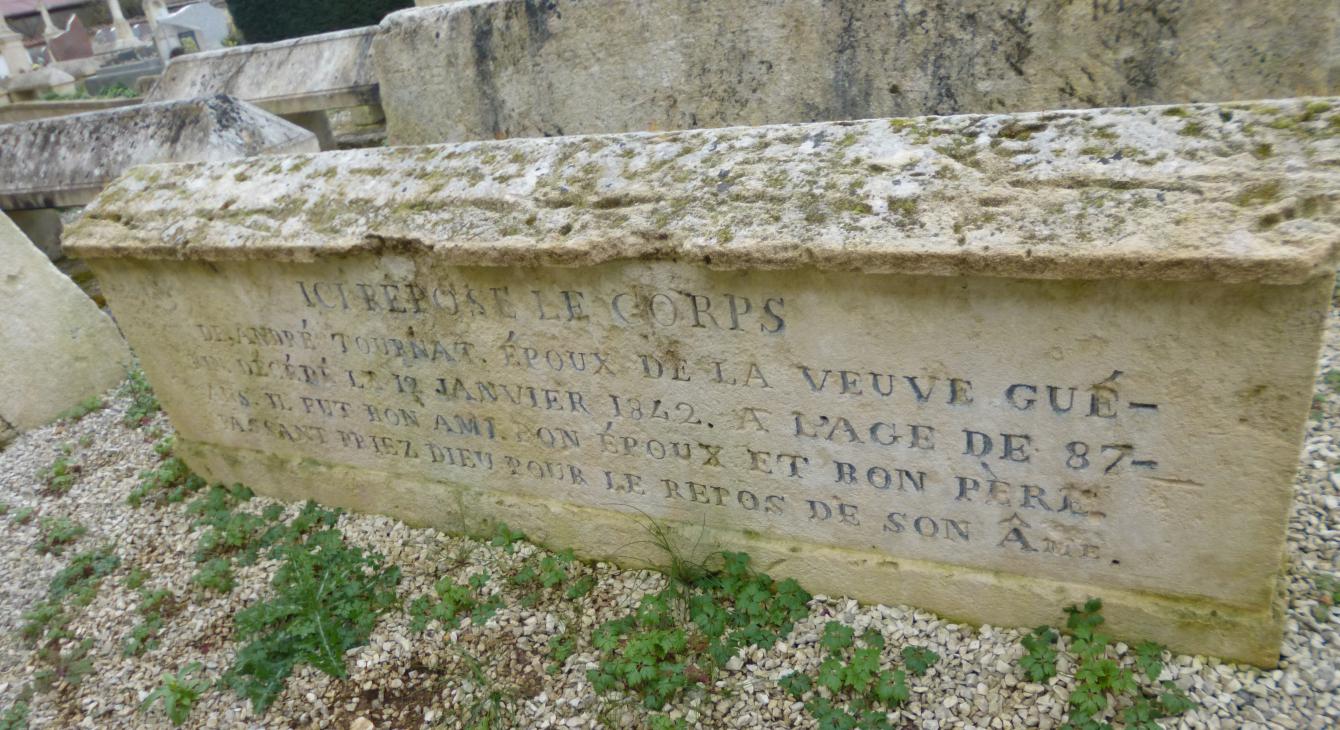 ICI REPOSE LE CORPS
DE ANDRÉ TOURNAT. ÉPOUX DE LA VEUVE GUÉ-
RIN DÉCÉDÉ LE 12 JANVIER 1842. A L'AGE DE 87-
ANS. IL FUT BON AMI. BON ÉPOUX ET BON PÈRE
PASSANT PRIEZ DIEU POUR LE REPOS DE SON ÂME.